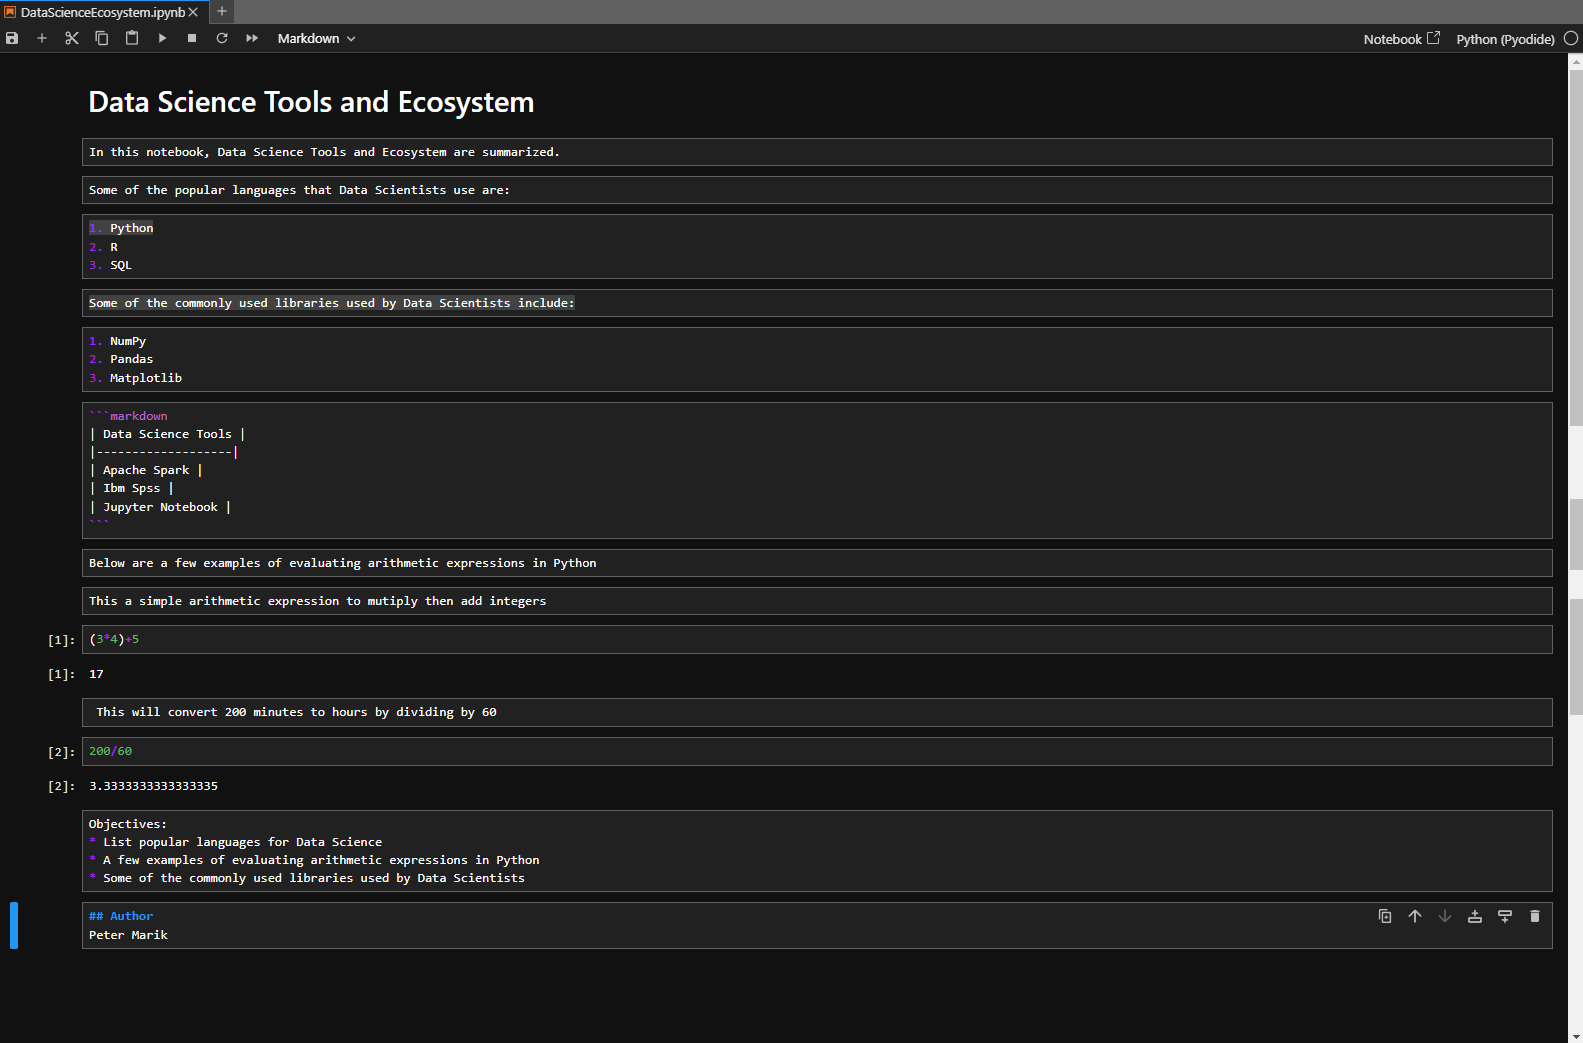 DataScienceEcosystem.ipynb
Markdown
Notebook
Python (Pyodide)
Data Science Tools and Ecosystem
In this notebook, Data Science Tools and Ecosystem are summarized.
Some of the popular languages that Data Scientists use are:
1. Python
2. R
3. SQL
Some of the commonly used libraries used by Data Scientists include:
1. NumPy
2. Pandas
3. Matplotlib
```markdown
| Data Science Tools |
|-------------------|
| Apache Spark |
| Ibm Spss |
| Jupyter Notebook |
```
Below are a few examples of evaluating arithmetic expressions in Python
This a simple arithmetic expression to mutiply then add integers
[1]: (3*4)+5
[1]: 17
This will convert 200 minutes to hours by dividing by 60
[2]: 200/60
[2]: 3.3333333333333335
Objectives:
* List popular languages for Data Science
* A few examples of evaluating arithmetic expressions in Python
* Some of the commonly used libraries used by Data Scientists
## Author
Peter Marik